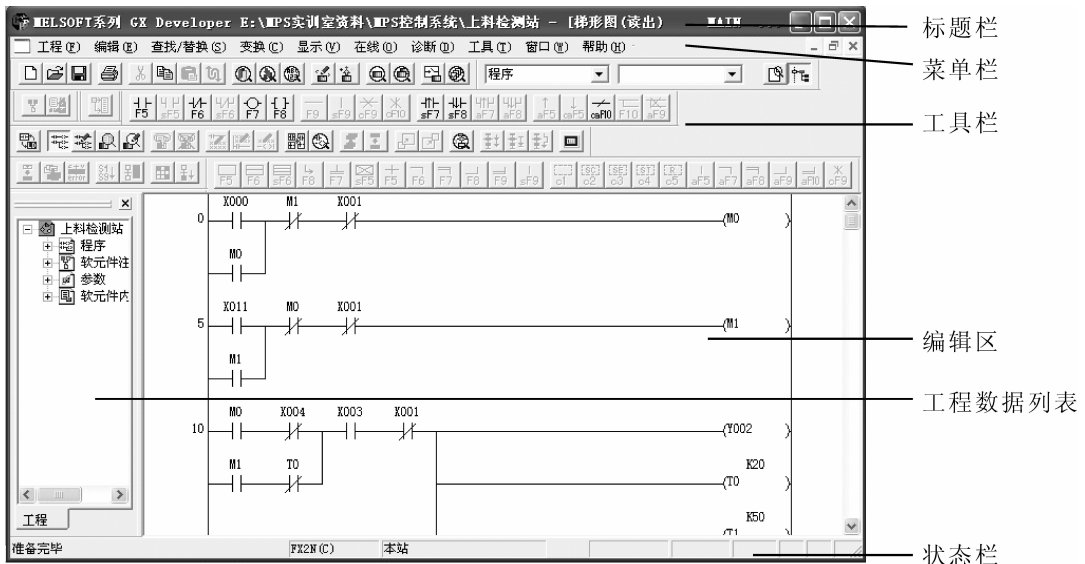 MELSOFT系列 GX Developer E:\MPS实训室资料\MPS控制系统\上料检测站 - [梯形图(读出) MAIN
标题栏
工程(F) 编辑(E) 查找/替换(S) 变换(C) 显示(V) 在线(O) 诊断(D) 工具(T) 窗口(W) 帮助(H)
菜单栏
程序
F5 sF5 F6 sF6 F7 F8 F9 sF9 cF9 cF10 sF7 sF8 aF7 aF8 aF5 caF5 caF10 F10 aF9
工具栏
F5 F6 sF6 F8 F7 sF5 F5 F6 F7 F8 F9 sF9 c1 c2 c3 c4 c5 aF5 aF7 aF8 aF9 aF10 cF9
上料检测站
程序
软元件注
参数
软元件内
工程
X000 M1 X001
0 (M0 )
M0
X011 M0 X001
5 (M1 )
M1
编辑区
工程数据列表
M0 X004 X003 X001
10 (Y002 )
M1 T0 K20
(T0 )
K50
(T1 )
准备完毕 FX2N(C) 本站
状态栏